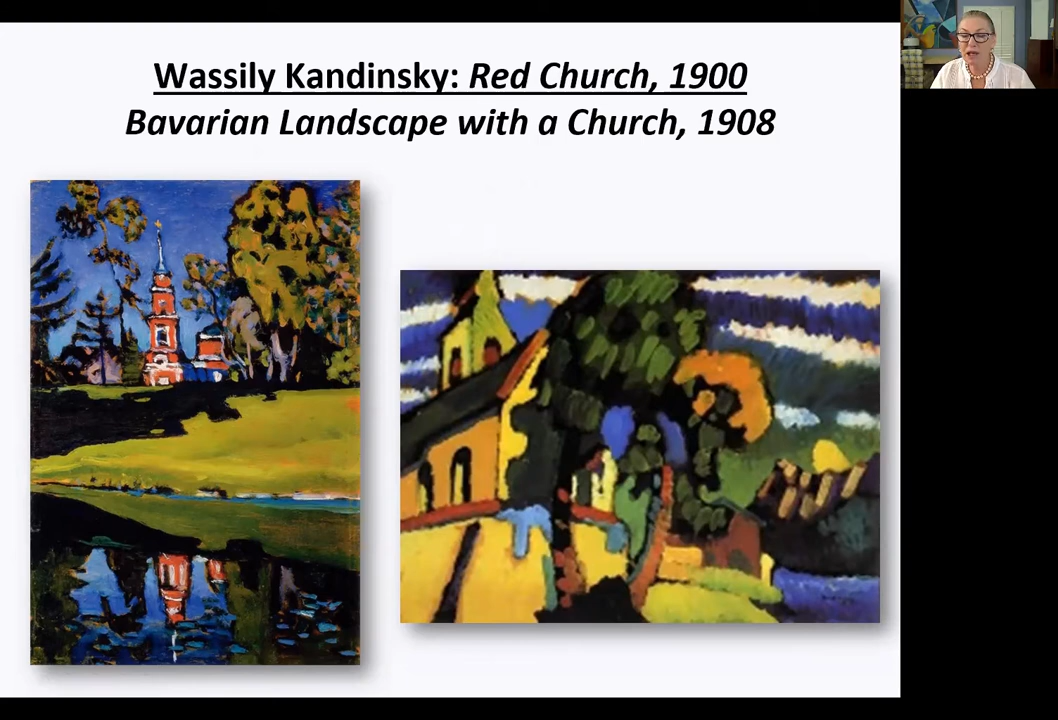 Wassily Kandinsky: Red Church, 1900
Bavarian Landscape with a Church, 1908